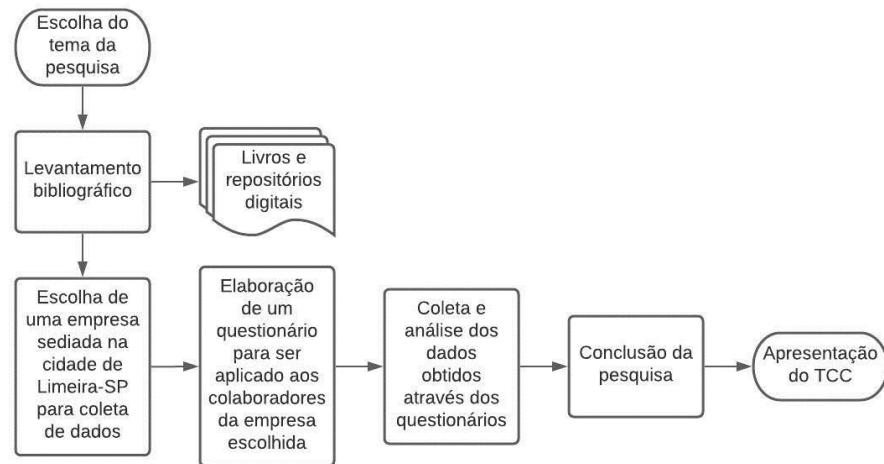 Escolha do
tema da
pesquisa
Levantamento
bibliográfico
Livros e
repositórios
digitais
Escolha de
uma empresa
sediada na
cidade de
Limeira-SP
para coleta
de dados
Elaboração
de um
questionário
para ser
aplicado aos
colaboradores
da empresa
escolhida
Coleta e
análise dos
dados
obtidos
através dos
questionários
Conclusão da
pesquisa
Apresentação
do TCC